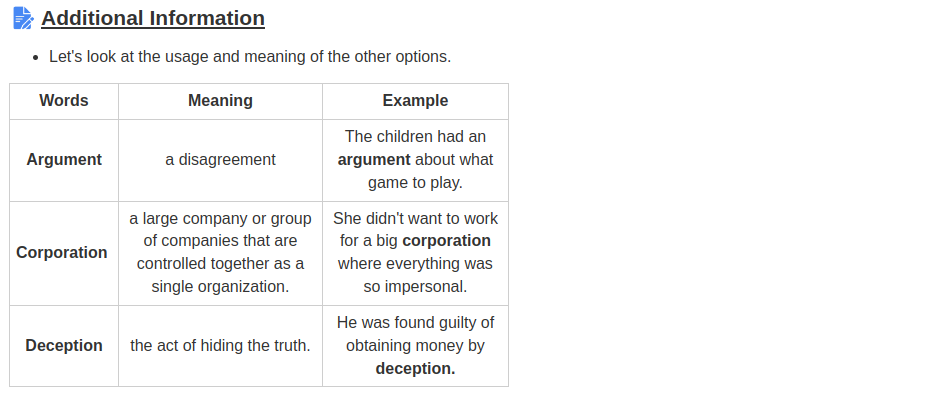 Additional Information
• Let's look at the usage and meaning of the other options.
Words Meaning Example
Argument
a disagreement
The children had an
argument about what
game to play.
Corporation
a large company or group
of companies that are
controlled together as a
single organization.
She didn't want to work
for a big corporation
where everything was
so impersonal.
Deception
the act of hiding the truth.
He was found guilty of
obtaining money by
deception.